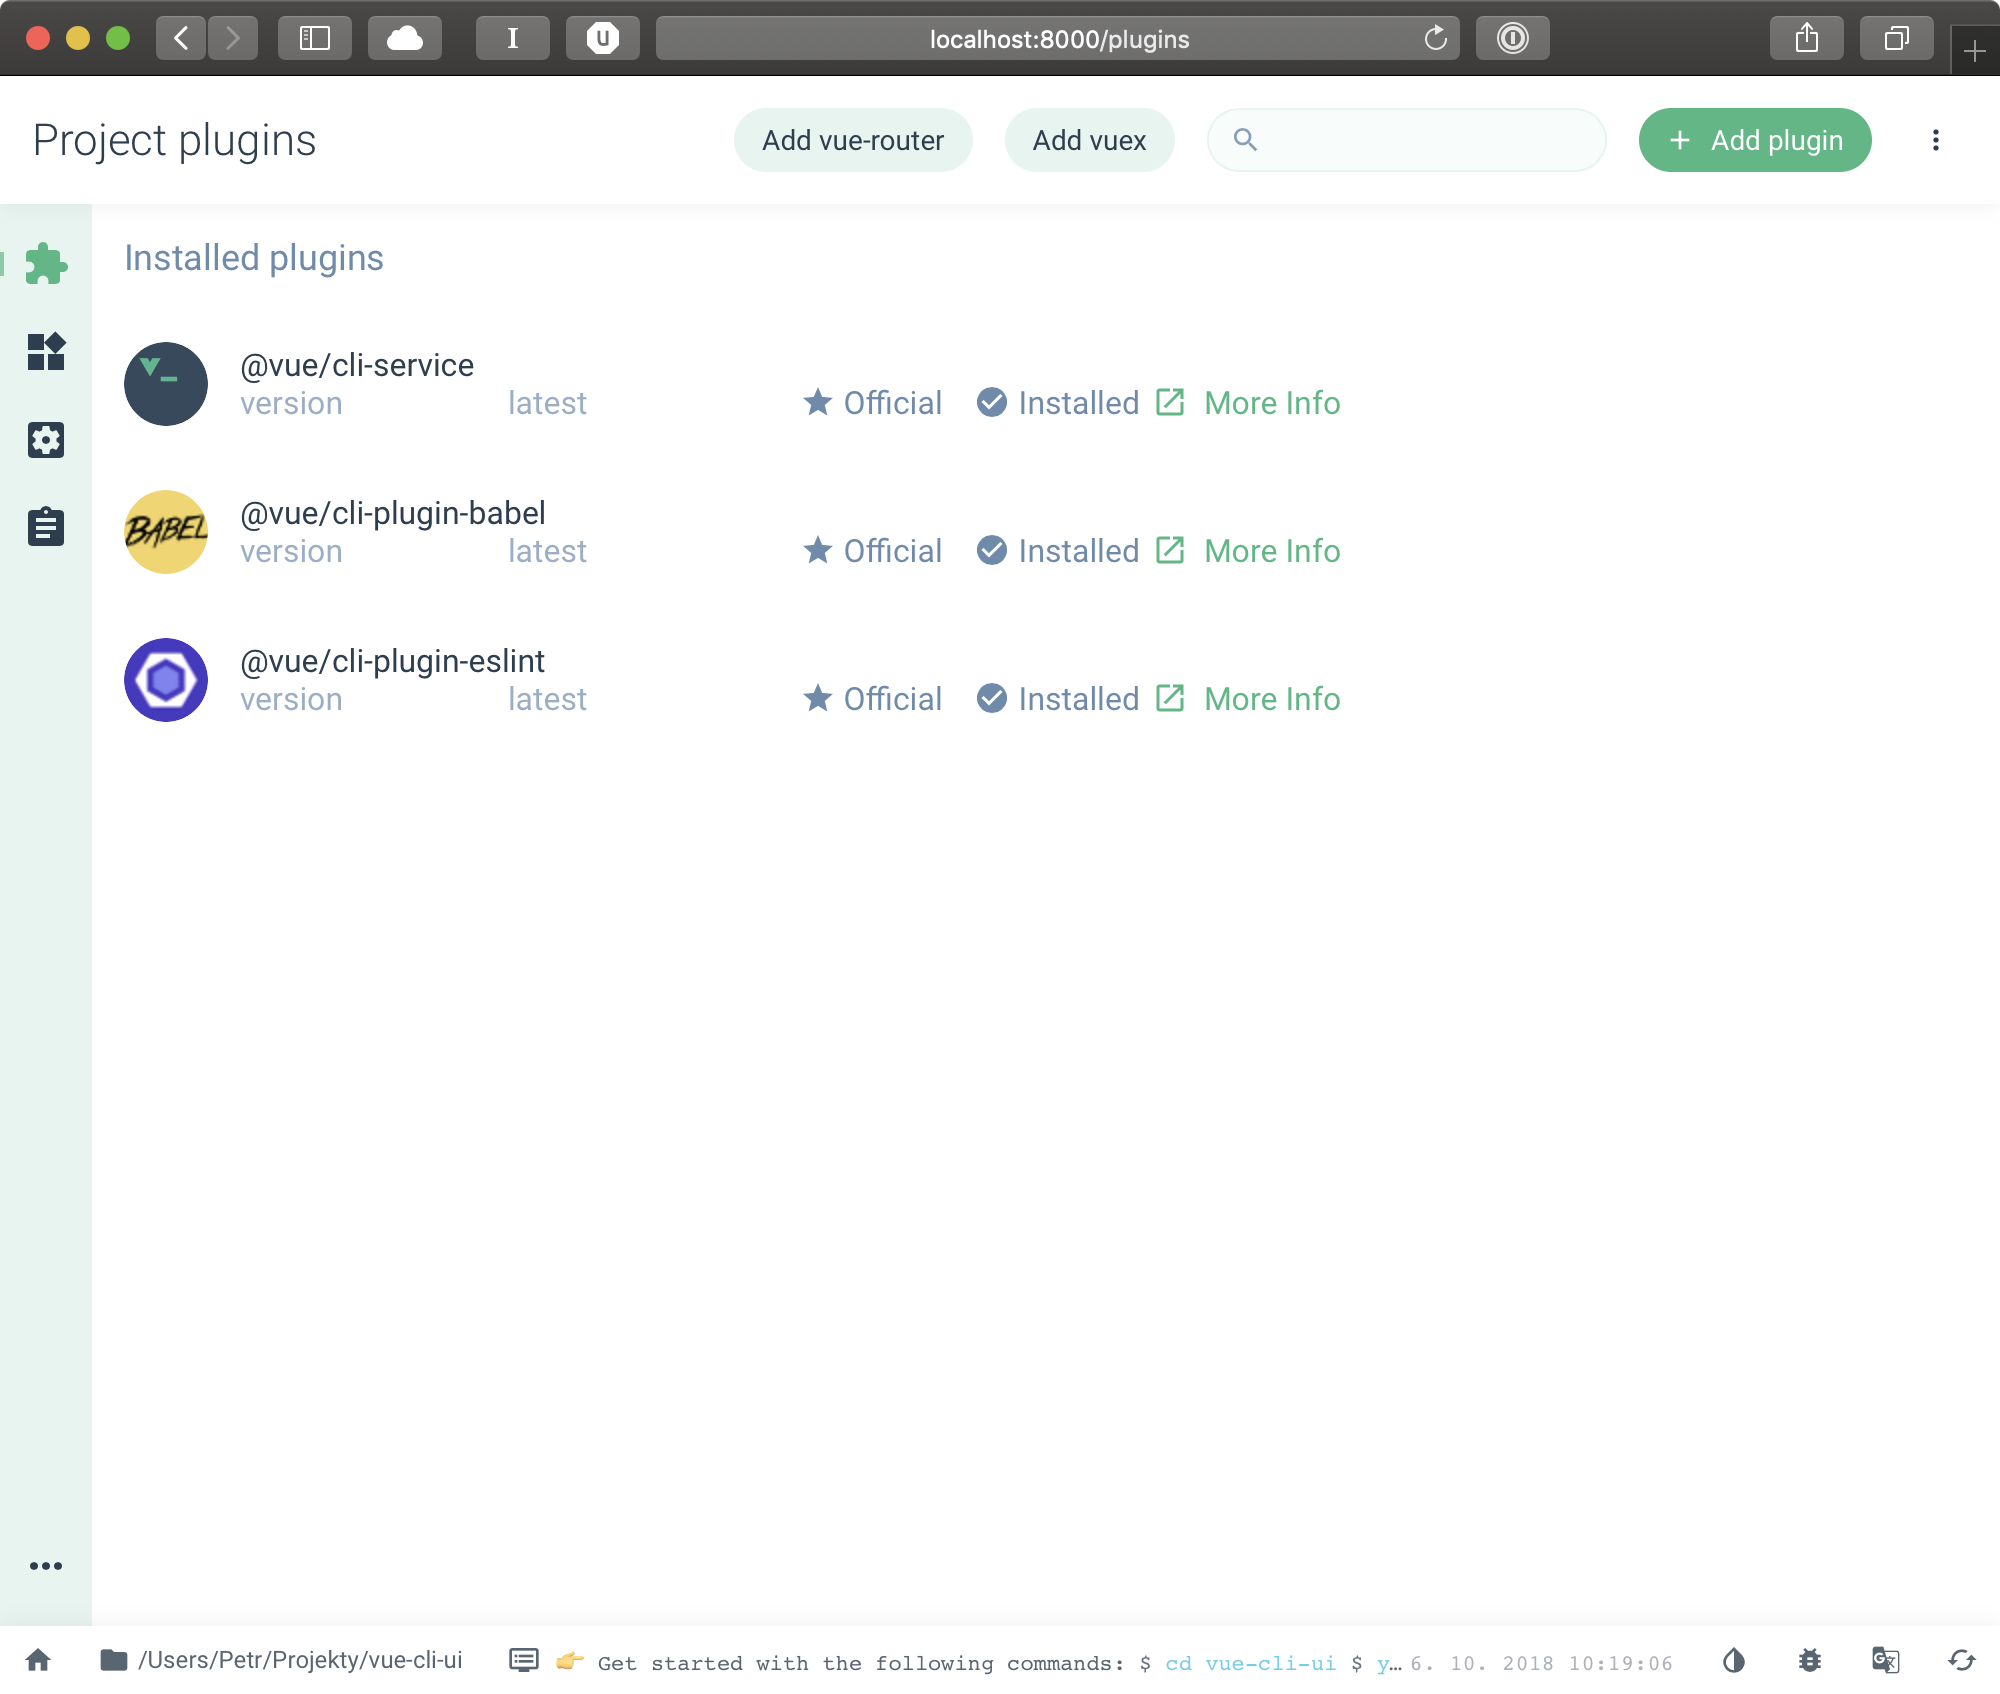 localhost:8000/plugins
Project plugins
Add vue-router
Add vuex
+ Add plugin
Installed plugins
@vue/cli-service
version latest Official Installed More Info
BABEL
@vue/cli-plugin-babel
version latest Official Installed More Info
@vue/cli-plugin-eslint
version latest Official Installed More Info
/Users/Petr/Projekty/vue-cli-ui
👉 Get started with the following commands: $ cd vue-cli-ui $ y… 6. 10. 2018 10:19:06